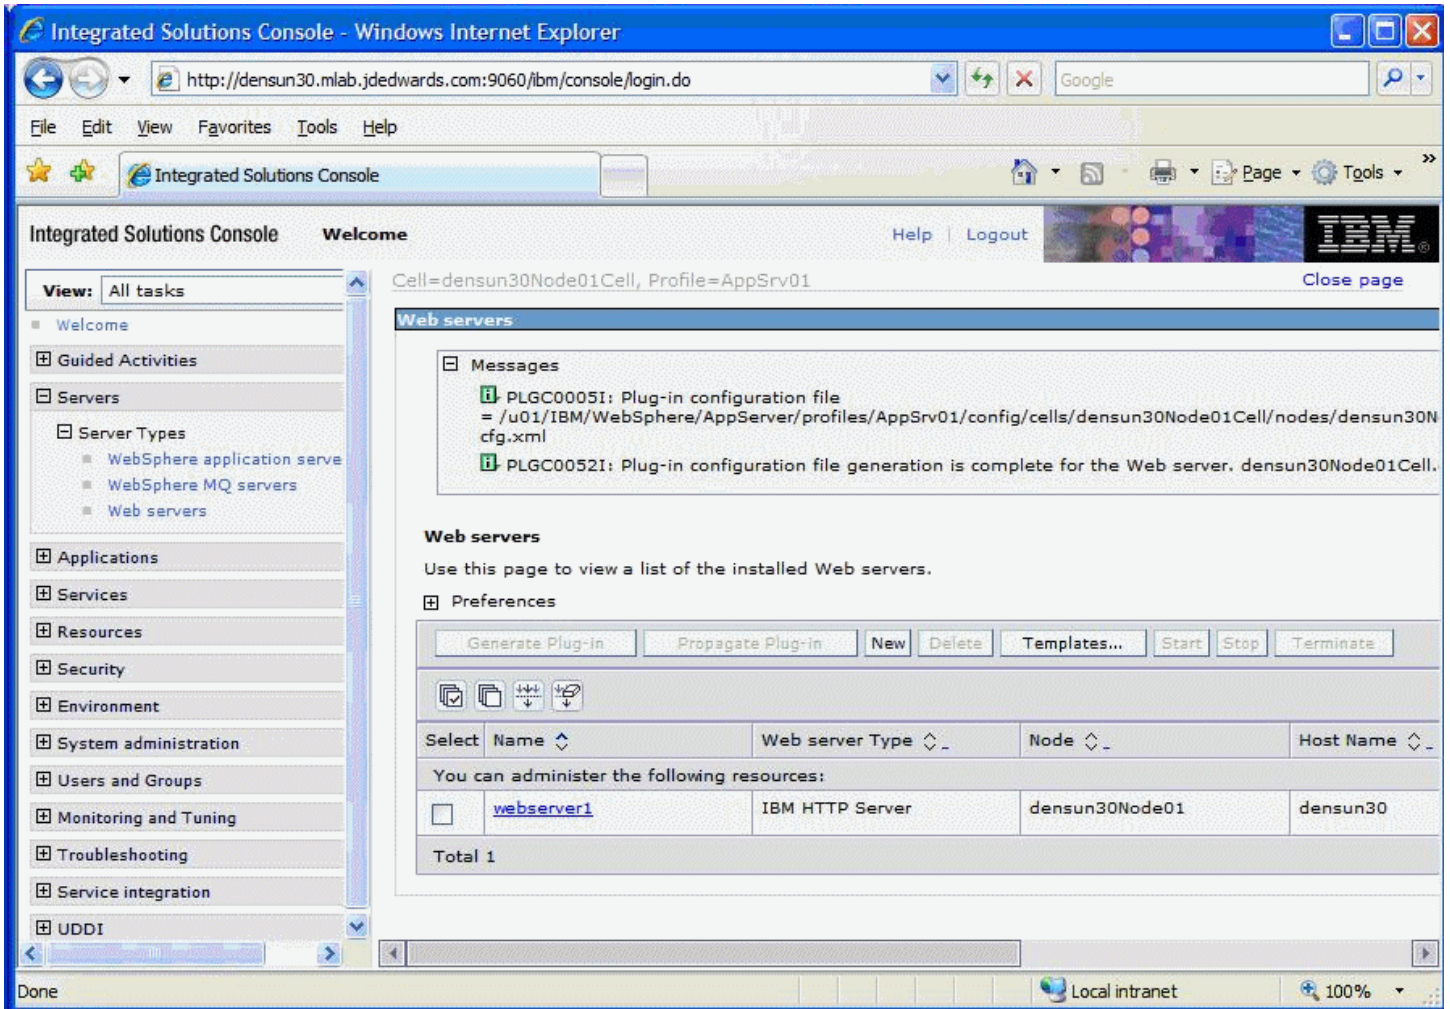 Integrated Solutions Console - Windows Internet Explorer
http://densun30.mlab.jdedwards.com:9060/ibm/console/login.do
Google
File Edit View Favorites Tools Help
Integrated Solutions Console
Page Tools »
Integrated Solutions Console Welcome Help | Logout IBM®
View: All tasks
Welcome
Guided Activities
Servers
Server Types
WebSphere application serve
WebSphere MQ servers
Web servers
Applications
Services
Resources
Security
Environment
System administration
Users and Groups
Monitoring and Tuning
Troubleshooting
Service integration
UDDI
Cell=densun30Node01Cell, Profile=AppSrv01 Close page
Web servers
Messages
PLGC0005I: Plug-in configuration file
= /u01/IBM/WebSphere/AppServer/profiles/AppSrv01/config/cells/densun30Node01Cell/nodes/densun30N
cfg.xml
PLGC0052I: Plug-in configuration file generation is complete for the Web server. densun30Node01Cell.
Web servers
Use this page to view a list of the installed Web servers.
Preferences
Generate Plug-in Propagate Plug-in New Delete Templates... Start Stop Terminate
Select Name Web server Type Node Host Name
You can administer the following resources:
webserver1 IBM HTTP Server densun30Node01 densun30
Total 1
Done Local intranet 100%